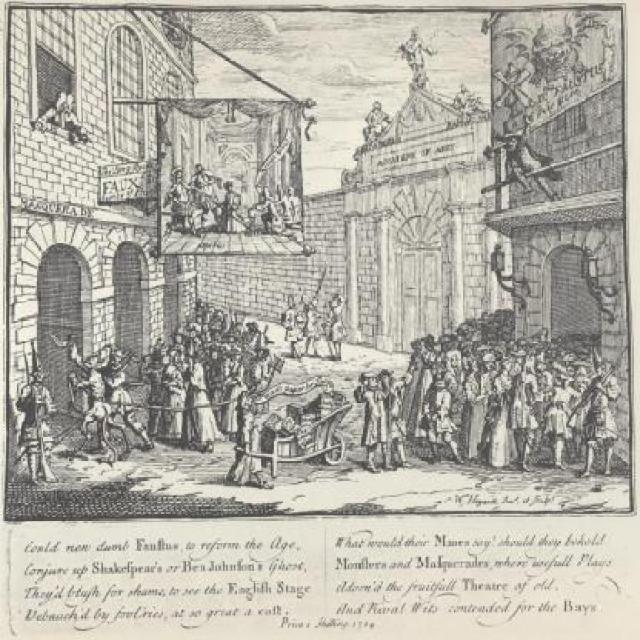 FAUX
MASQUERADE
ACCADEMY OF ARTS
W. Hogarth Inv.t et Sculp.t
Could new dumb Faustus, to reform the Age,
Conjure up Shakespear's or Ben Johnson's Ghost,
They'd blush for shame, to see the English Stage
Debauch'd by fool'ries, at so great a cost.
What would their Manes say? should they behold
Monsters and Masquerades, where usefull Plays
Adorn'd the fruitfull Theatre of old,
And Rival Wits contended for the Bays.
Price 1 Shilling 1724